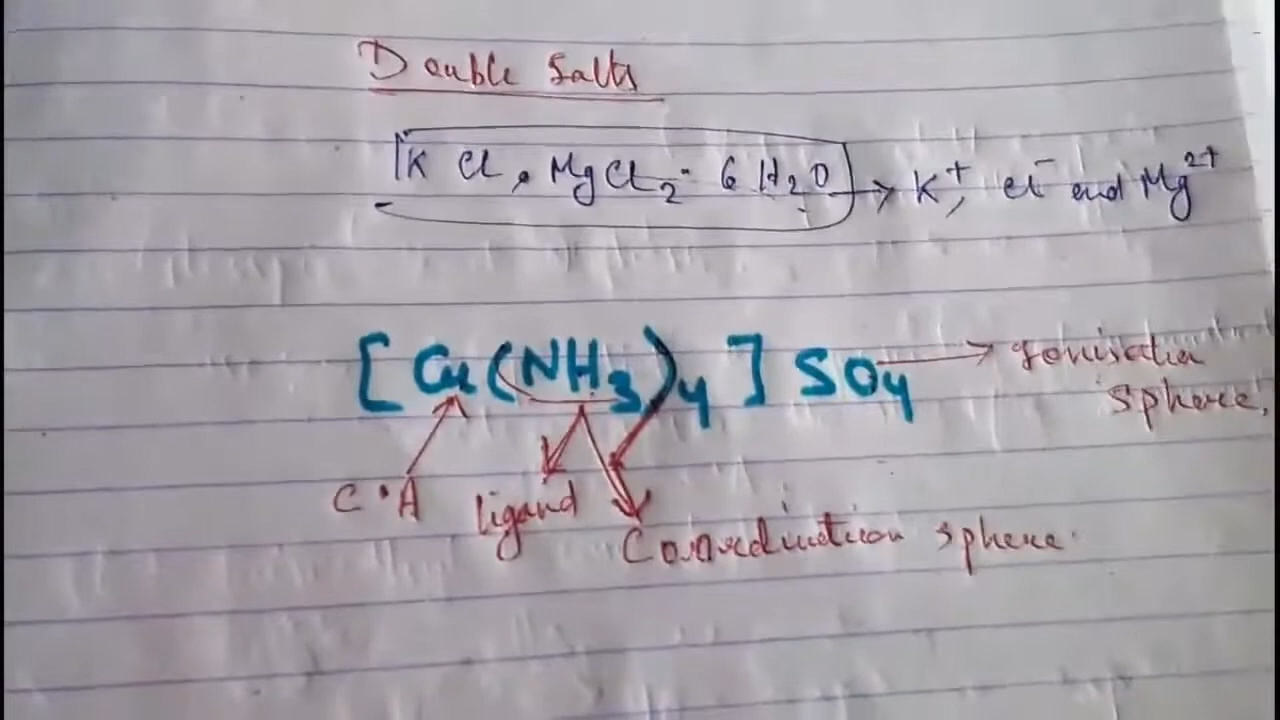 Double Salts
KCl . MgCl₂ . 6H₂O → K⁺, Cl⁻ and Mg²⁺
[Cu(NH₃)₄] SO₄ → Ionisation
sphere,
C.A ligand
Coordination sphere.